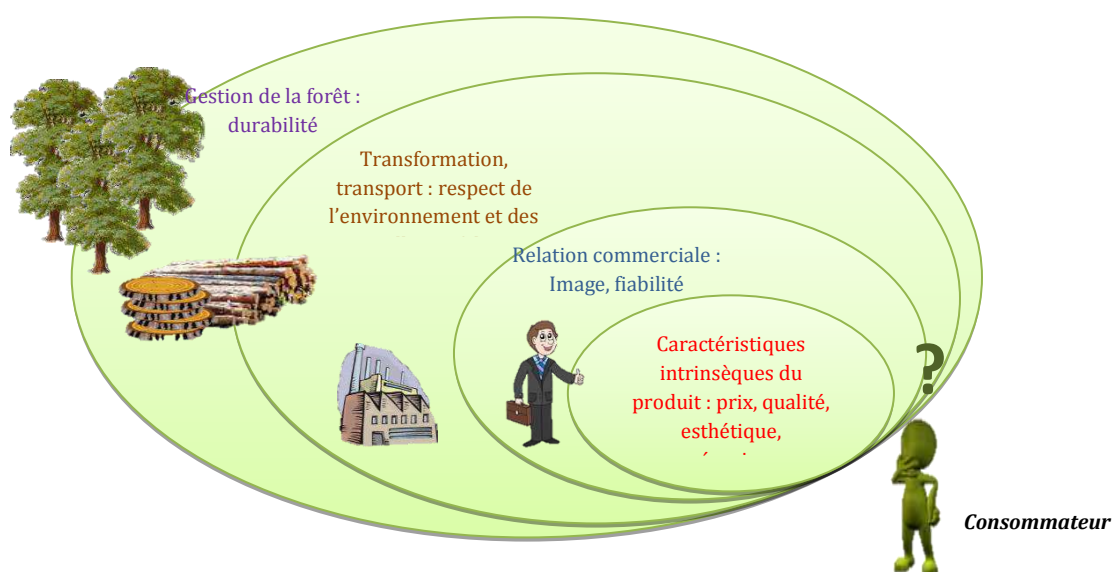 Gestion de la forêt :
durabilité
Transformation,
transport : respect de
l’environnement et des
Relation commerciale :
Image, fiabilité
Caractéristiques
intrinsèques du
produit : prix, qualité,
esthétique,
?
Consommateur